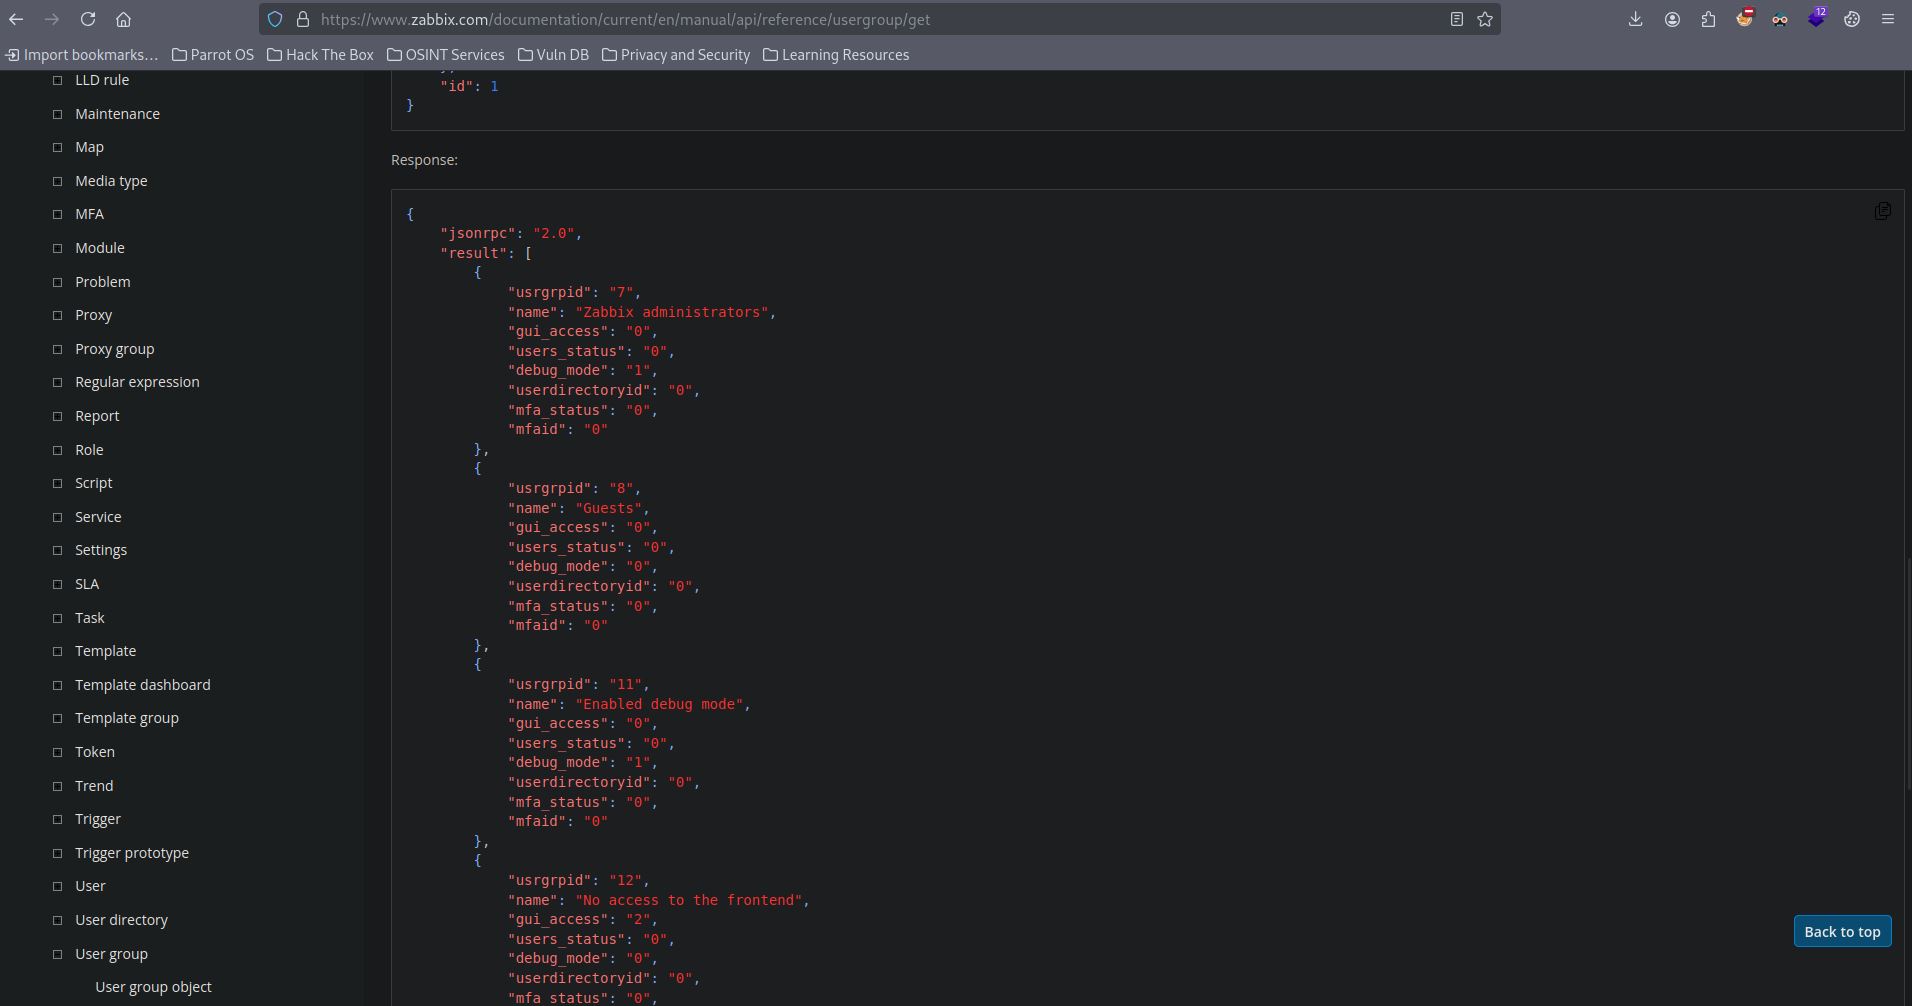 https://www.zabbix.com/documentation/current/en/manual/api/reference/usergroup/get
12
Import bookmarks...
Parrot OS
Hack The Box
OSINT Services
Vuln DB
Privacy and Security
Learning Resources
LLD rule
Maintenance
Map
Media type
MFA
Module
Problem
Proxy
Proxy group
Regular expression
Report
Role
Script
Service
Settings
SLA
Task
Template
Template dashboard
Template group
Token
Trend
Trigger
Trigger prototype
User
User directory
User group
User group object
"id": 1
}
Response:
{
"jsonrpc": "2.0",
"result": [
{
"usrgrpid": "7",
"name": "Zabbix administrators",
"gui_access": "0",
"users_status": "0",
"debug_mode": "1",
"userdirectoryid": "0",
"mfa_status": "0",
"mfaid": "0"
},
{
"usrgrpid": "8",
"name": "Guests",
"gui_access": "0",
"users_status": "0",
"debug_mode": "0",
"userdirectoryid": "0",
"mfa_status": "0",
"mfaid": "0"
},
{
"usrgrpid": "11",
"name": "Enabled debug mode",
"gui_access": "0",
"users_status": "0",
"debug_mode": "1",
"userdirectoryid": "0",
"mfa_status": "0",
"mfaid": "0"
},
{
"usrgrpid": "12",
"name": "No access to the frontend",
"gui_access": "2",
"users_status": "0",
"debug_mode": "0",
"userdirectoryid": "0",
"mfa_status": "0",
Back to top